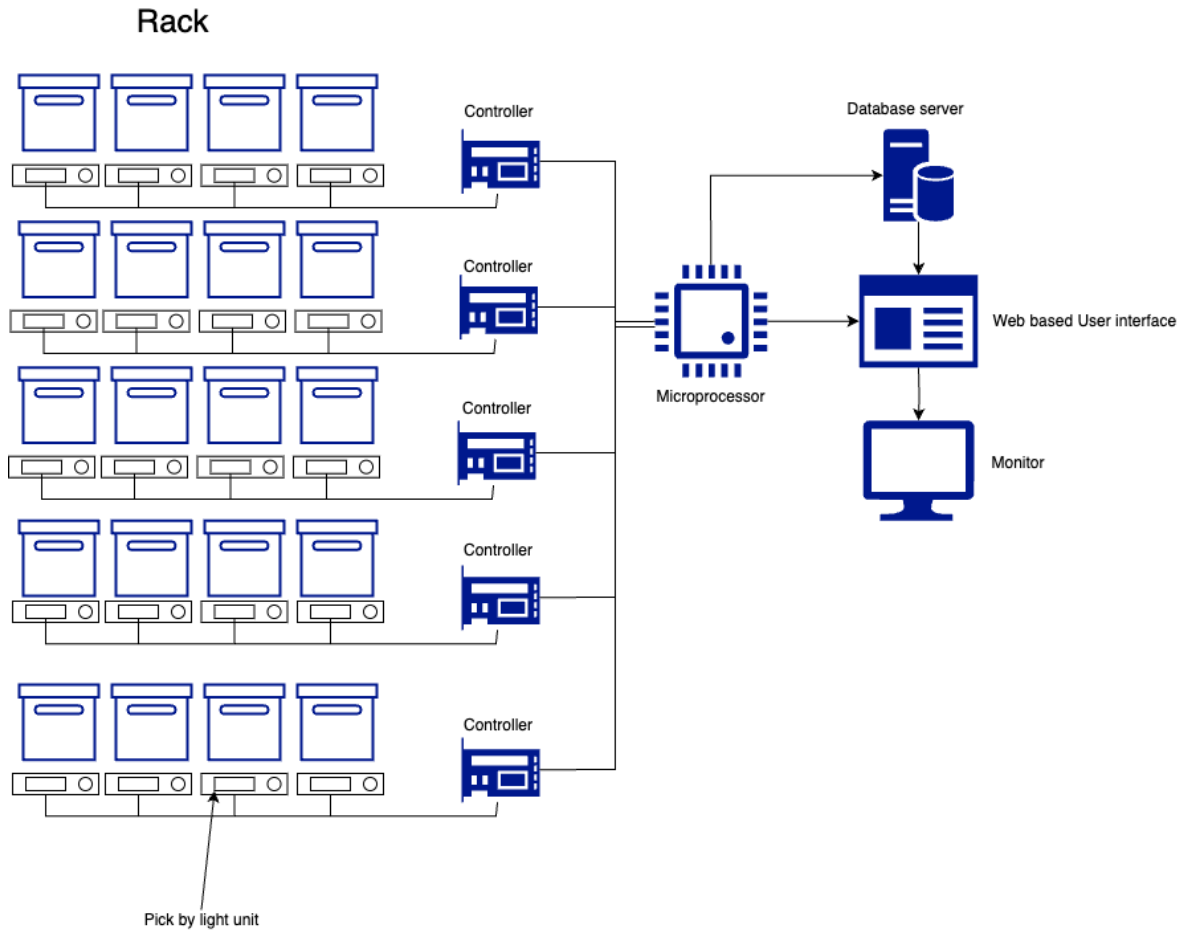 Rack
Controller
Database server
Controller
Web based User interface
Microprocessor
Controller
Monitor
Controller
Controller
Pick by light unit